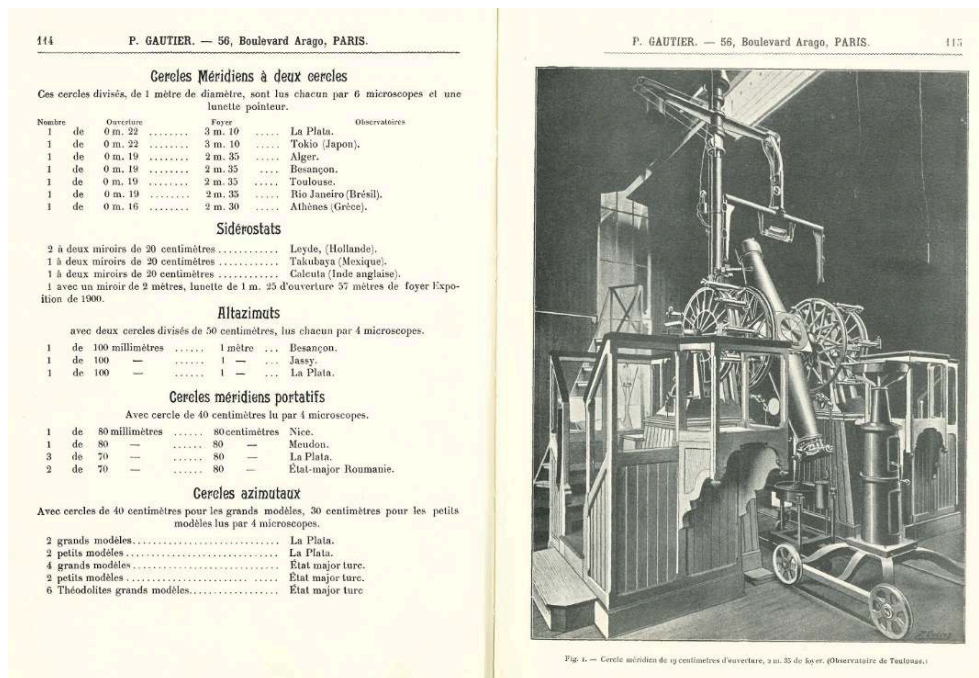 114
P. GAUTIER. — 56, Boulevard Arago, PARIS.
Cercles Méridiens à deux cercles
Ces cercles divisés, de 1 mètre de diamètre, sont lus chacun par 6 microscopes et une
lunette pointeur.
Nombre Ouverture Foyer Observatoires
1 de 0 m. 22 ........ 3 m. 10 ..... La Plata.
1 de 0 m. 22 ........ 3 m. 10 ..... Tokio (Japon).
1 de 0 m. 19 ........ 2 m. 35 ..... Alger.
1 de 0 m. 19 ........ 2 m. 35 .... Besançon.
1 de 0 m. 19 ........ 2 m. 35 ..... Toulouse.
1 de 0 m. 19 ........ 2 m. 35 ..... Rio Janeiro (Brésil).
1 de 0 m. 16 ........ 2 m. 30 ..... Athènes (Grèce).
Sidérostats
2 à deux miroirs de 20 centimètres ............ Leyde, (Hollande).
1 à deux miroirs de 20 centimètres ............ Takubaya (Mexique).
1 à deux miroirs de 20 centimètres ............ Calcuta (Inde anglaise).
1 avec un miroir de 2 mètres, lunette de 1 m. 25 d'ouverture 57 mètres de foyer Expo-
ition de 1900.
Altazimuts
avec deux cercles divisés de 50 centimètres, lus chacun par 4 microscopes.
1 de 100 millimètres ...... 1 mètre ... Besançon.
1 de 100 — ...... 1 — ... Jassy.
1 de 100 — ...... 1 — ... La Plata.
Cercles méridiens portatifs
Avec cercle de 40 centimètres lu par 4 microscopes.
1 de 80 millimètres ...... 80 centimètres Nice.
1 de 80 — ...... 80 — Meudon.
3 de 70 — ...... 80 — La Plata.
2 de 70 — ...... 80 — État-major Roumanie.
Cercles azimutaux
Avec cercles de 40 centimètres pour les grands modèles, 30 centimètres pour les petits
modèles lus par 4 microscopes.
2 grands modèles............................ La Plata.
2 petits modèles............................. La Plata.
4 grands modèles............................ État major turc.
2 petits modèles ....................... ..... État major turc.
6 Théodolites grands modèles.................. État major turc
P. GAUTIER. — 56, Boulevard Arago, PARIS.
115
Fig. 1. — Cercle méridien de 19 centimètres d'ouverture, 2 m. 35 de foyer. (Observatoire de Toulouse.)